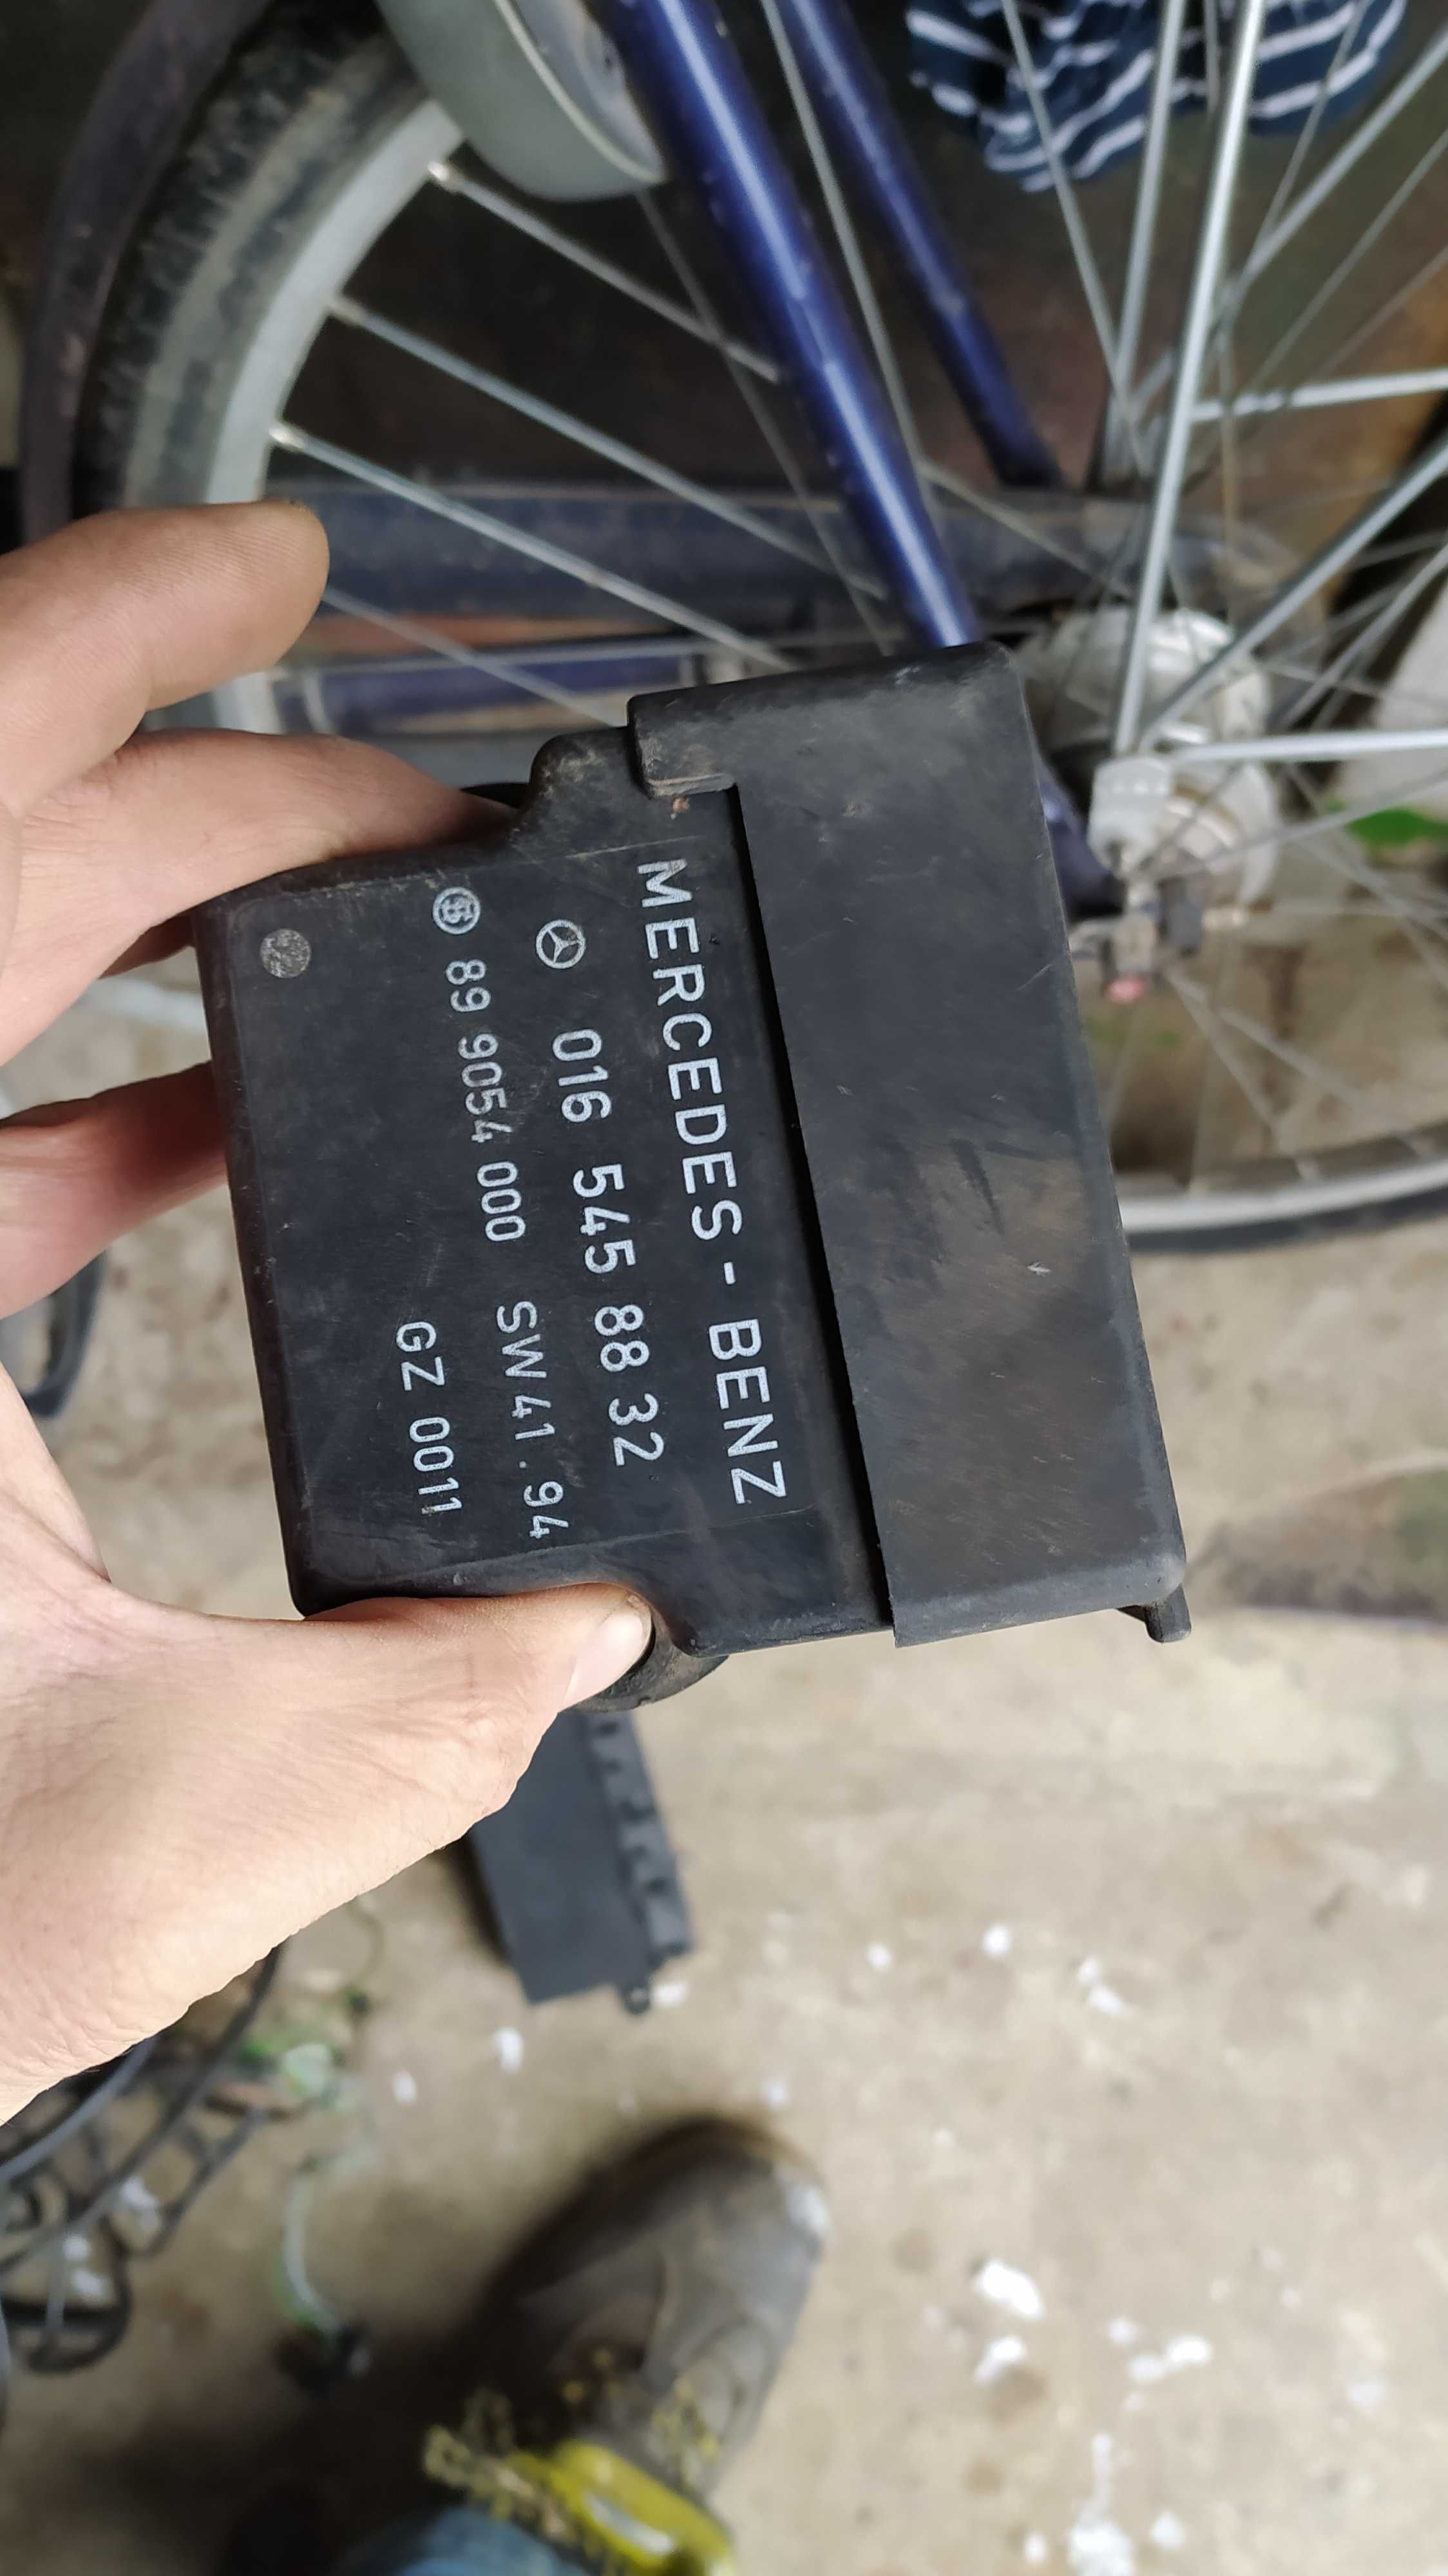 MERCEDES - BENZ
016 545 88 32
89 9054 000 SW 41 . 94
GZ 0011